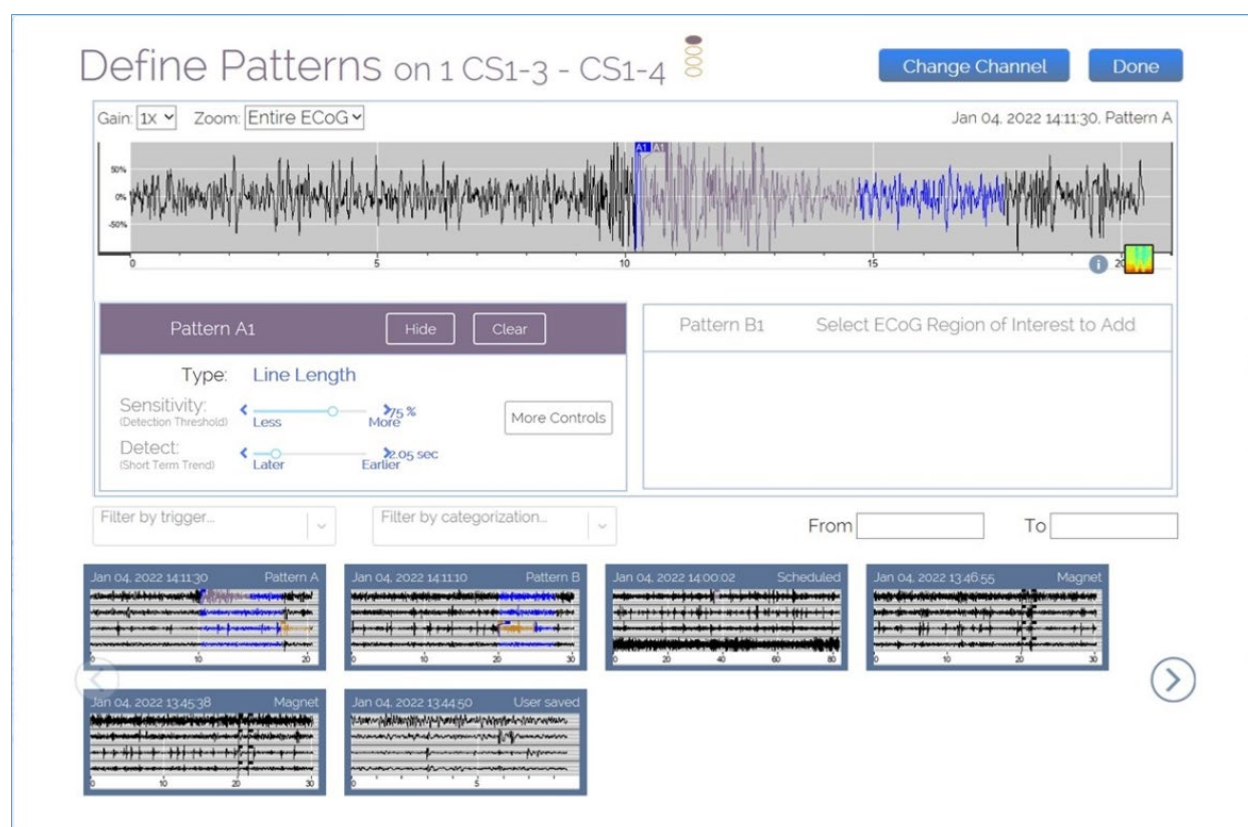 Define Patterns on 1 CS1-3 - CS1-4
Change Channel
Done
Gain: 1X Zoom: Entire ECoG
Jan 04, 2022 14:11:30, Pattern A
A1 A1
50%
0%
-50%
0 5 10 15 20
i
Pattern A1 Hide Clear
Pattern B1 Select ECoG Region of Interest to Add
Type: Line Length
Sensitivity:
(Detection Threshold)
Less More 75 %
More Controls
Detect:
(Short Term Trend)
Later Earlier 2.05 sec
Filter by trigger...
Filter by categorization...
From
To
Jan 04, 2022 14:11:30 Pattern A
0 10 20
Jan 04, 2022 14:11:10 Pattern B
0 10 20 30
Jan 04, 2022 14:00:02 Scheduled
0 20 40 60 80
Jan 04, 2022 13:46:55 Magnet
0 10 20 30
Jan 04, 2022 13:45:38 Magnet
0 10 20 30
Jan 04, 2022 13:44:50 User saved
0 5